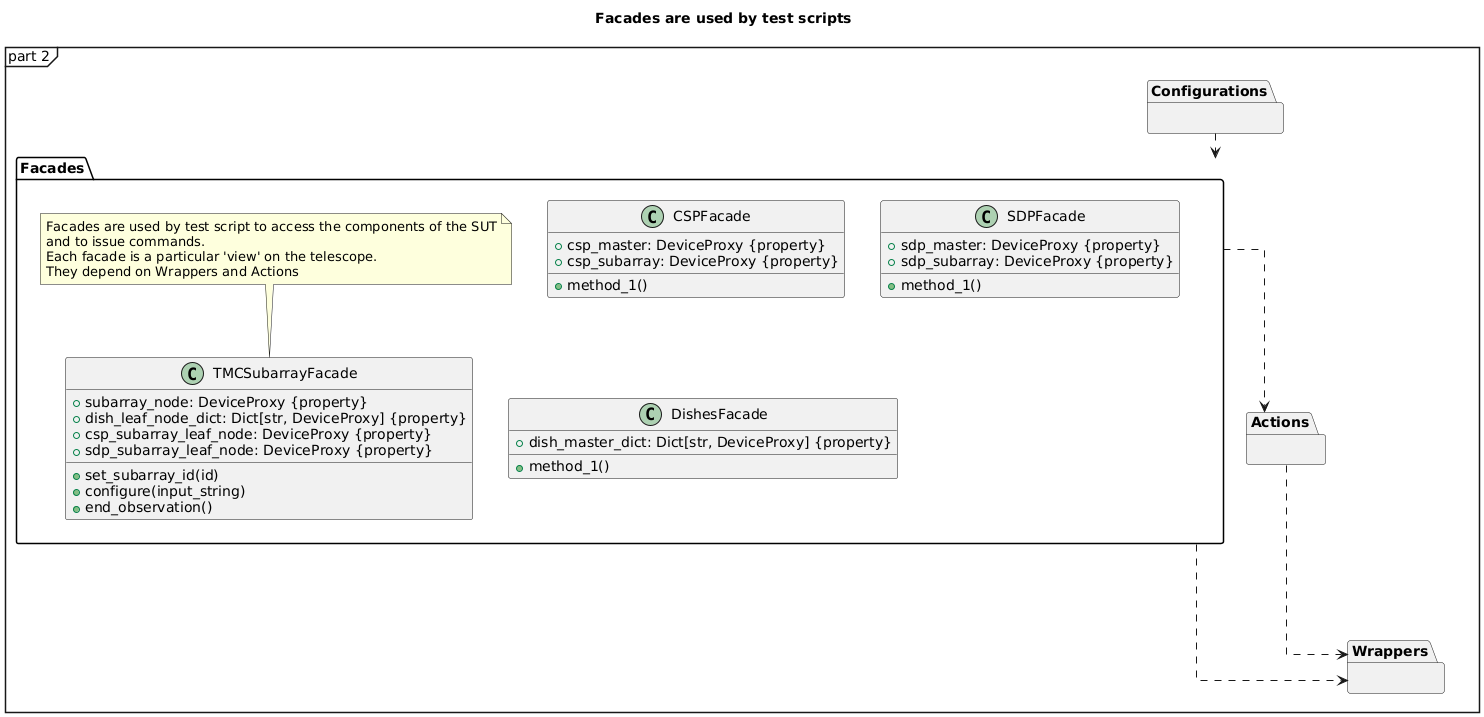 Facades are used by test scripts
part 2
Configurations
Facades
Facades are used by test script to access the components of the SUT
and to issue commands.
Each facade is a particular 'view' on the telescope.
They depend on Wrappers and Actions
C CSPFacade
csp_master: DeviceProxy {property}
csp_subarray: DeviceProxy {property}
method_1()
C SDPFacade
sdp_master: DeviceProxy {property}
sdp_subarray: DeviceProxy {property}
method_1()
C TMCSubarrayFacade
subarray_node: DeviceProxy {property}
dish_leaf_node_dict: Dict[str, DeviceProxy] {property}
csp_subarray_leaf_node: DeviceProxy {property}
sdp_subarray_leaf_node: DeviceProxy {property}
set_subarray_id(id)
configure(input_string)
end_observation()
C DishesFacade
dish_master_dict: Dict[str, DeviceProxy] {property}
method_1()
Actions
Wrappers